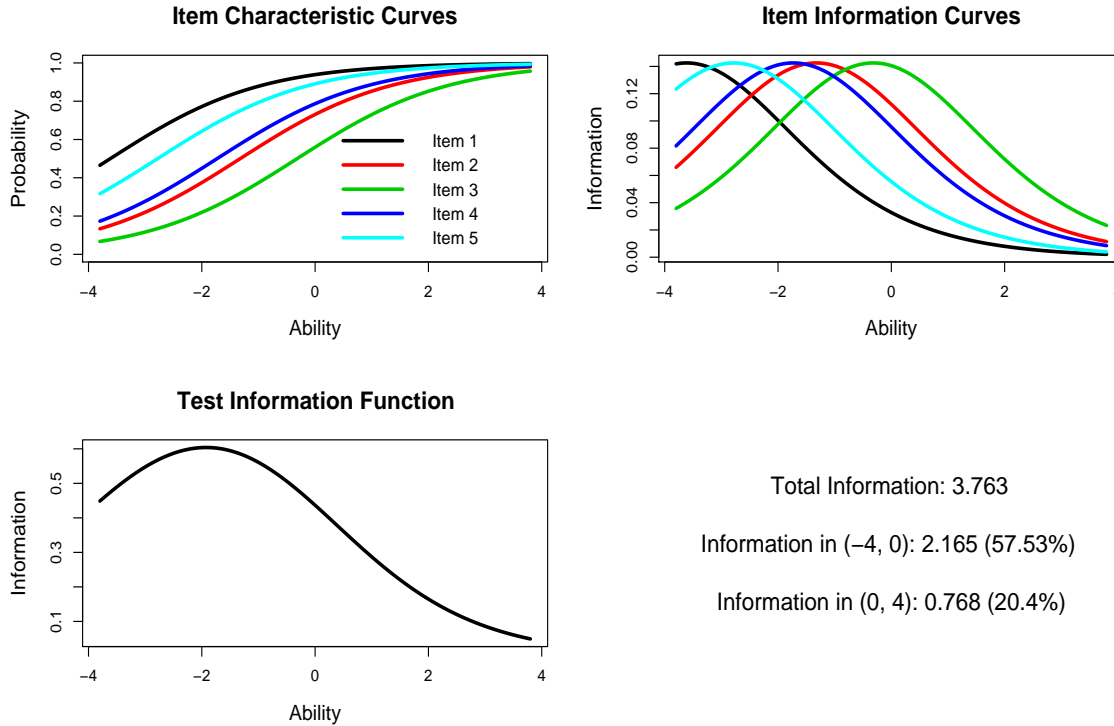 Item Characteristic Curves
Probability
0.0 0.2 0.4 0.6 0.8 1.0
Item 1
Item 2
Item 3
Item 4
Item 5
−4 −2 0 2 4
Ability
Item Information Curves
Information
0.00 0.04 0.08 0.12
−4 −2 0 2
Ability
Test Information Function
Information
0.1 0.3 0.5
−4 −2 0 2 4
Ability
Total Information: 3.763
Information in (−4, 0): 2.165 (57.53%)
Information in (0, 4): 0.768 (20.4%)